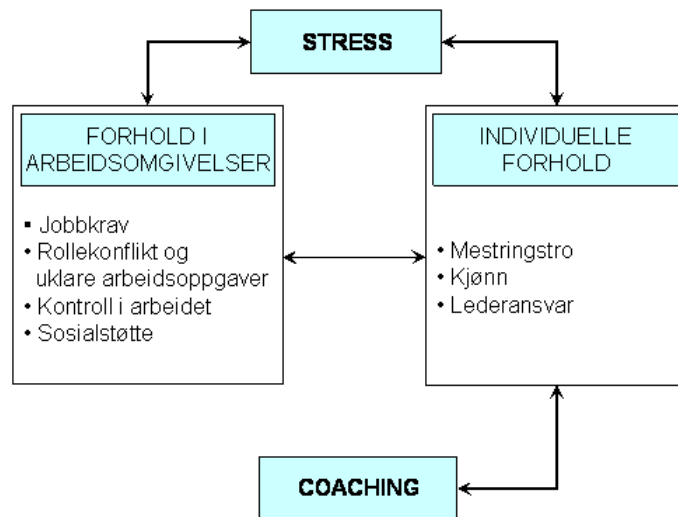 STRESS
FORHOLD I
ARBEIDSOMGIVELSER
▪ Jobbkrav
• Rollekonflikt og
uklare arbeidsoppgaver
• Kontroll i arbeidet
• Sosialstøtte
INDIVIDUELLE
FORHOLD
• Mestringstro
• Kjønn
• Lederansvar
COACHING